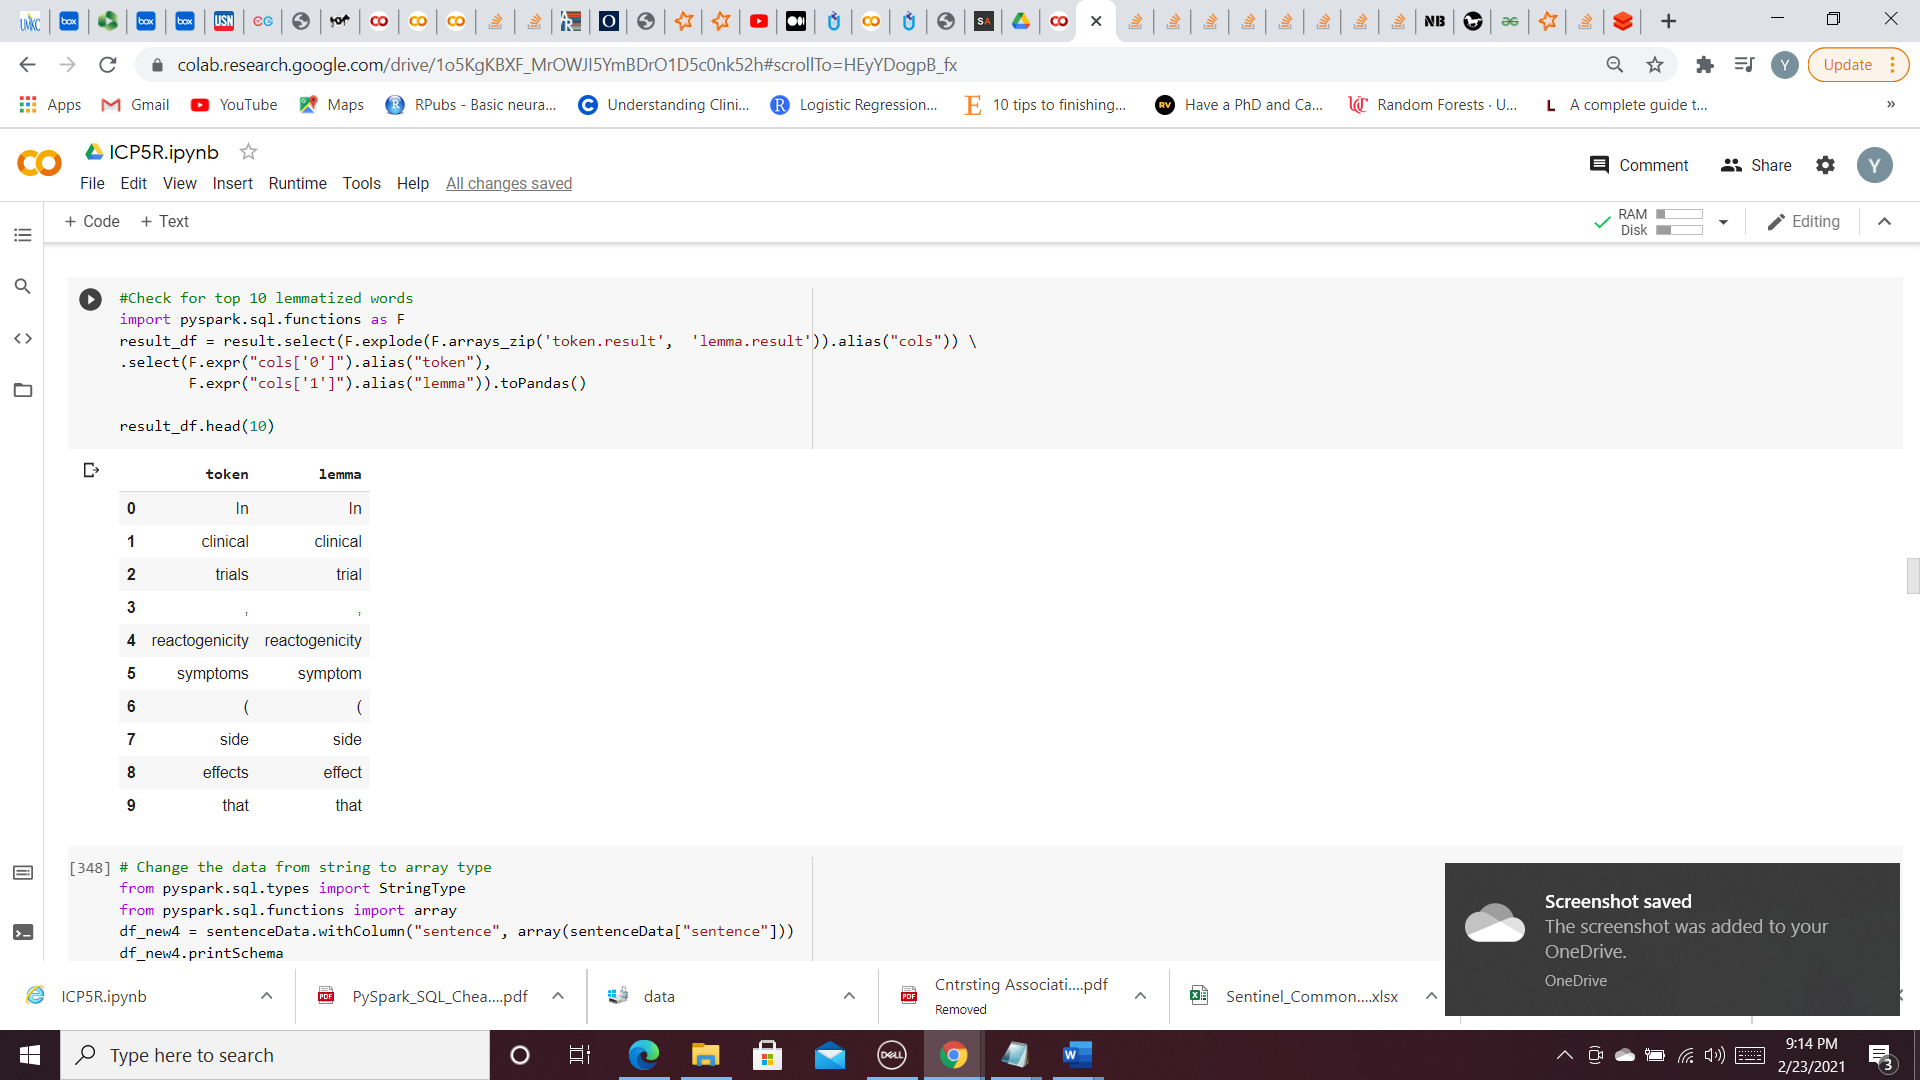 colab.research.google.com/drive/1o5KgKBXF_MrOWJI5YmBDrO1D5c0nk52h#scrollTo=HEyYDogpB_fx
Y
Update
Apps
Gmail
YouTube
Maps
RPubs - Basic neura...
Understanding Clini...
Logistic Regression...
10 tips to finishing...
Have a PhD and Ca...
Random Forests · U...
A complete guide t...
»
ICP5R.ipynb
Comment
Share
Y
File Edit View Insert Runtime Tools Help All changes saved
+ Code + Text
RAM
Disk
Editing
#Check for top 10 lemmatized words
import pyspark.sql.functions as F
result_df = result.select(F.explode(F.arrays_zip('token.result',  'lemma.result')).alias("cols")) \
.select(F.expr("cols['0']").alias("token"),
        F.expr("cols['1']").alias("lemma")).toPandas()
result_df.head(10)
token lemma
0 In In
1 clinical clinical
2 trials trial
3 , ,
4 reactogenicity reactogenicity
5 symptoms symptom
6 ( (
7 side side
8 effects effect
9 that that
[348] # Change the data from string to array type
from pyspark.sql.types import StringType
from pyspark.sql.functions import array
df_new4 = sentenceData.withColumn("sentence", array(sentenceData["sentence"]))
df_new4.printSchema
Screenshot saved
The screenshot was added to your
OneDrive.
OneDrive
ICP5R.ipynb
PySpark_SQL_Chea....pdf
data
Cntrsting Associati....pdf
Removed
Sentinel_Common....xlsx
Type here to search
9:14 PM
2/23/2021
3